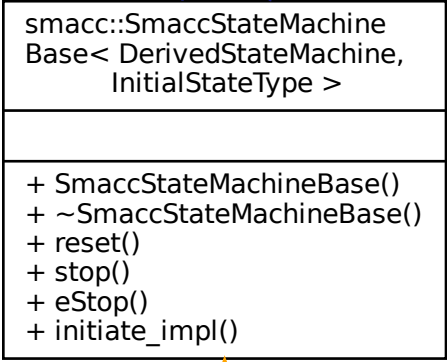 smacc::SmaccStateMachine
Base< DerivedStateMachine,
InitialStateType >
+ SmaccStateMachineBase()
+ ~SmaccStateMachineBase()
+ reset()
+ stop()
+ eStop()
+ initiate_impl()